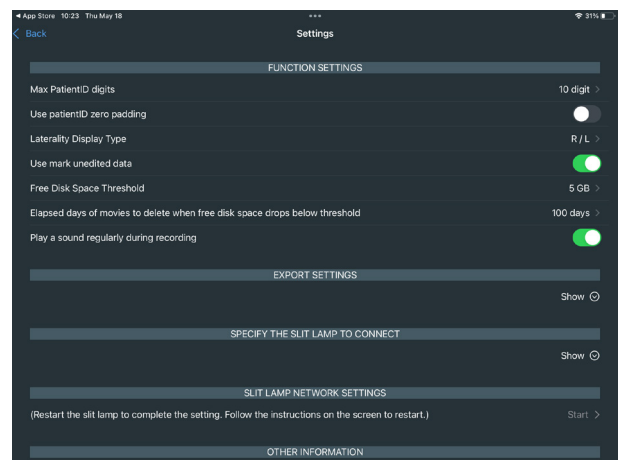 App Store 10:23 Thu May 18 31%
Back Settings
FUNCTION SETTINGS
Max PatientID digits 10 digit
Use patientID zero padding
Laterality Display Type R / L
Use mark unedited data
Free Disk Space Threshold 5 GB
Elapsed days of movies to delete when free disk space drops below threshold 100 days
Play a sound regularly during recording
EXPORT SETTINGS
Show
SPECIFY THE SLIT LAMP TO CONNECT
Show
SLIT LAMP NETWORK SETTINGS
(Restart the slit lamp to complete the setting. Follow the instructions on the screen to restart.) Start
OTHER INFORMATION